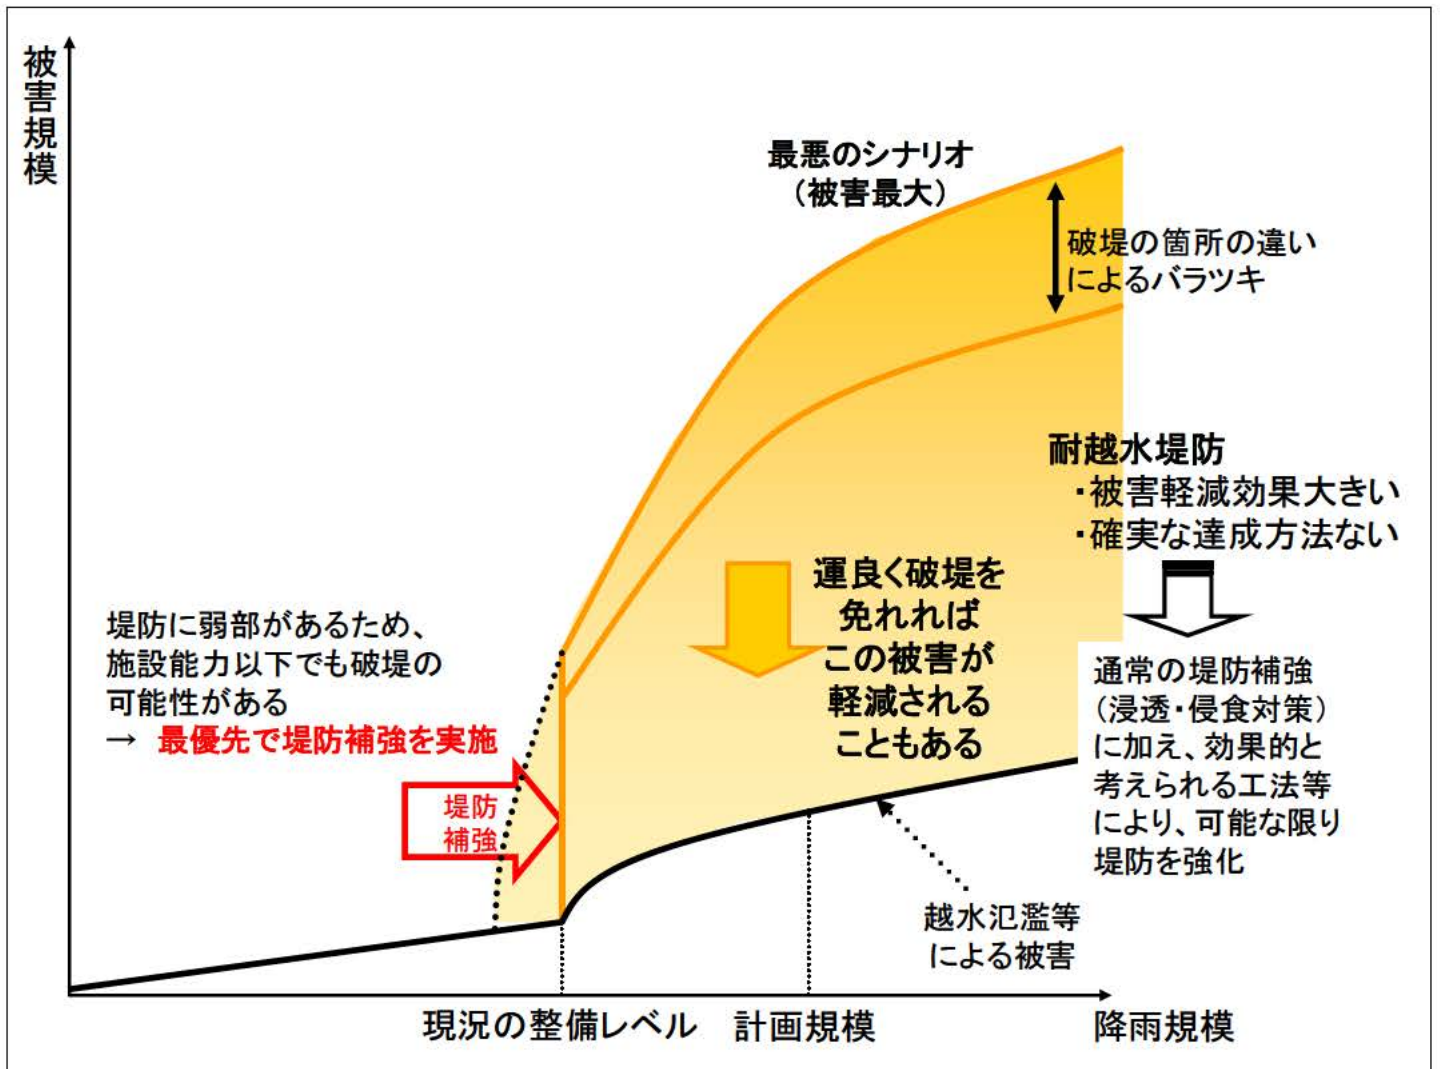 被害規模
最悪のシナリオ
（被害最大）
破堤の箇所の違い
によるバラツキ
耐越水堤防
・被害軽減効果大きい
・確実な達成方法ない
運良く破堤を
免れれば
この被害が
軽減される
こともある
堤防に弱部があるため、
施設能力以下でも破堤の
可能性がある
→ 最優先で堤防補強を実施
堤防
補強
通常の堤防補強
（浸透・侵食対策）
に加え、効果的と
考えられる工法等
により、可能な限り
堤防を強化
越水氾濫等
による被害
現況の整備レベル
計画規模
降雨規模